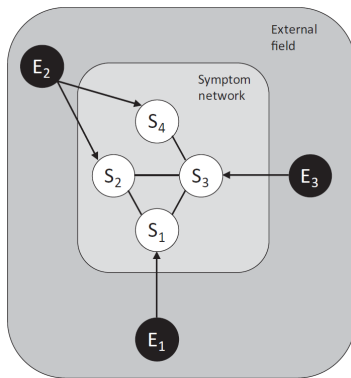 External
field
E2
Symptom
network
S4
S2
S3
E3
S1
E1